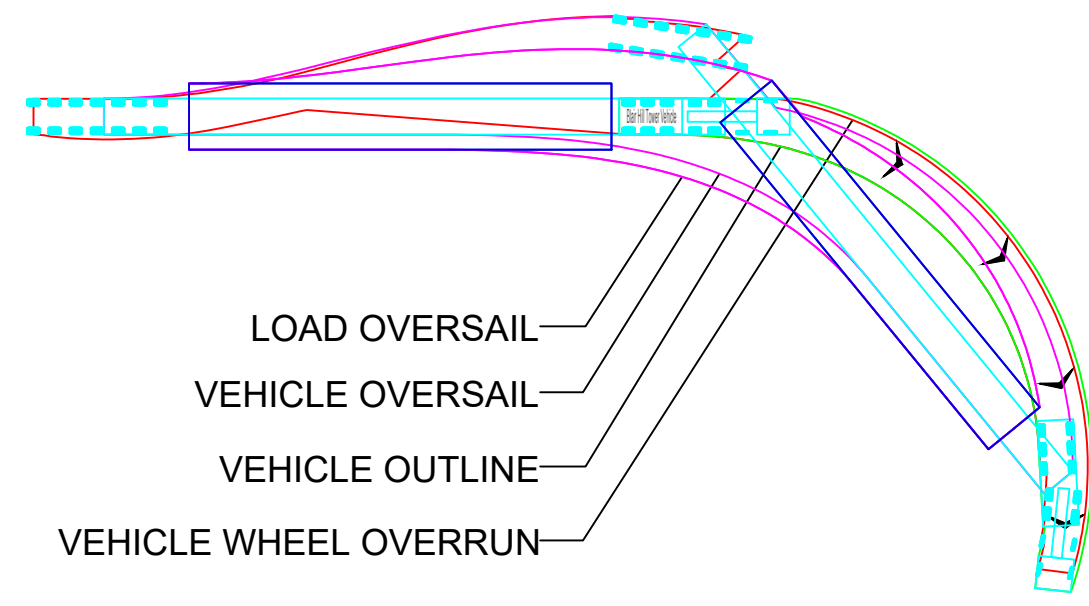 Blair Hill Tower Vehicle
LOAD OVERSAIL
VEHICLE OVERSAIL
VEHICLE OUTLINE
VEHICLE WHEEL OVERRUN